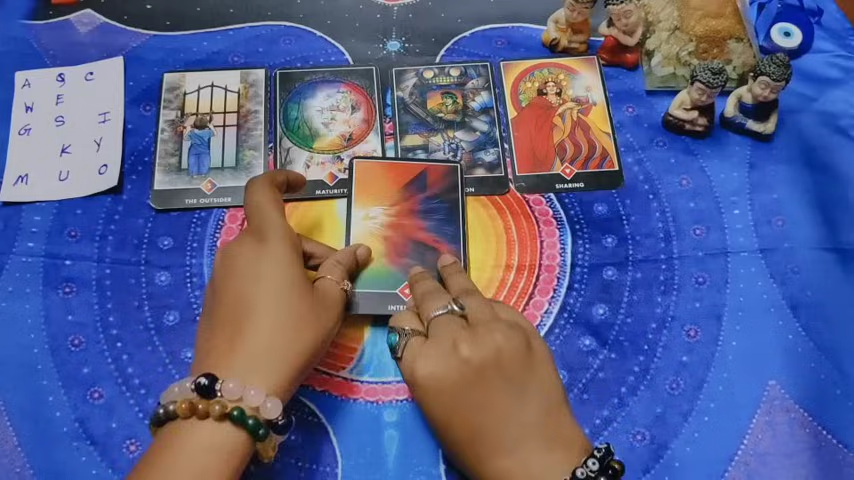 A S C
W E
G S I
K Y
M U O
THE OUTSIDER
MATURITY
SHARING